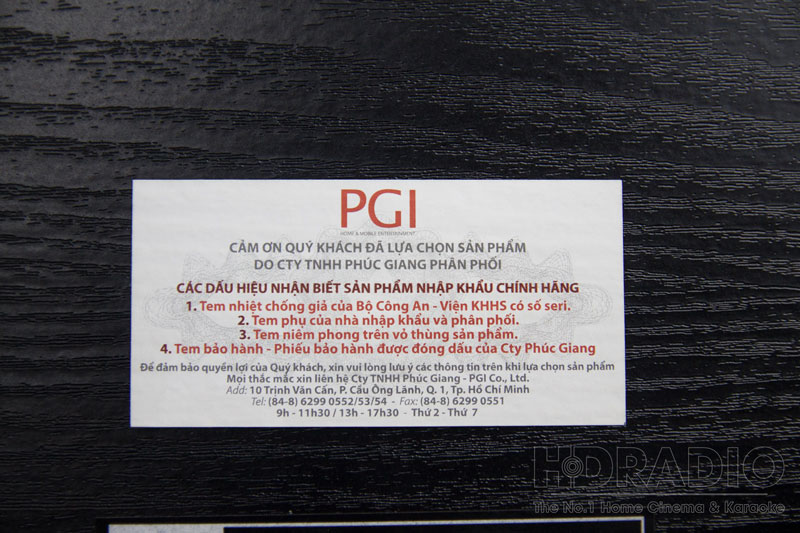 PGI
HOME & MOBILE ENTERTAINMENT
CẢM ƠN QUÝ KHÁCH ĐÃ LỰA CHỌN SẢN PHẨM
DO CTY TNHH PHÚC GIANG PHÂN PHỐI
CÁC DẤU HIỆU NHẬN BIẾT SẢN PHẨM NHẬP KHẨU CHÍNH HÃNG
1. Tem nhiệt chống giả của Bộ Công An - Viện KHHS có số seri.
2. Tem phụ của nhà nhập khẩu và phân phối.
3. Tem niêm phong trên vỏ thùng sản phẩm.
4. Tem bảo hành - Phiếu bảo hành được đóng dấu của Cty Phúc Giang
Để đảm bảo quyền lợi của Quý khách, xin vui lòng lưu ý các thông tin trên khi lựa chọn sản phẩm
Mọi thắc mắc xin liên hệ Cty TNHH Phúc Giang - PGI Co., Ltd.
Add: 10 Trịnh Văn Cấn, P. Cầu Ông Lãnh, Q. 1, Tp. Hồ Chí Minh
Tel: (84-8) 6299 0552/53/54 - Fax: (84-8) 6299 0551
9h - 11h30 / 13h - 17h30 - Thứ 2 - Thứ 7
HDRADIO
The No.1 Home Cinema & Karaoke